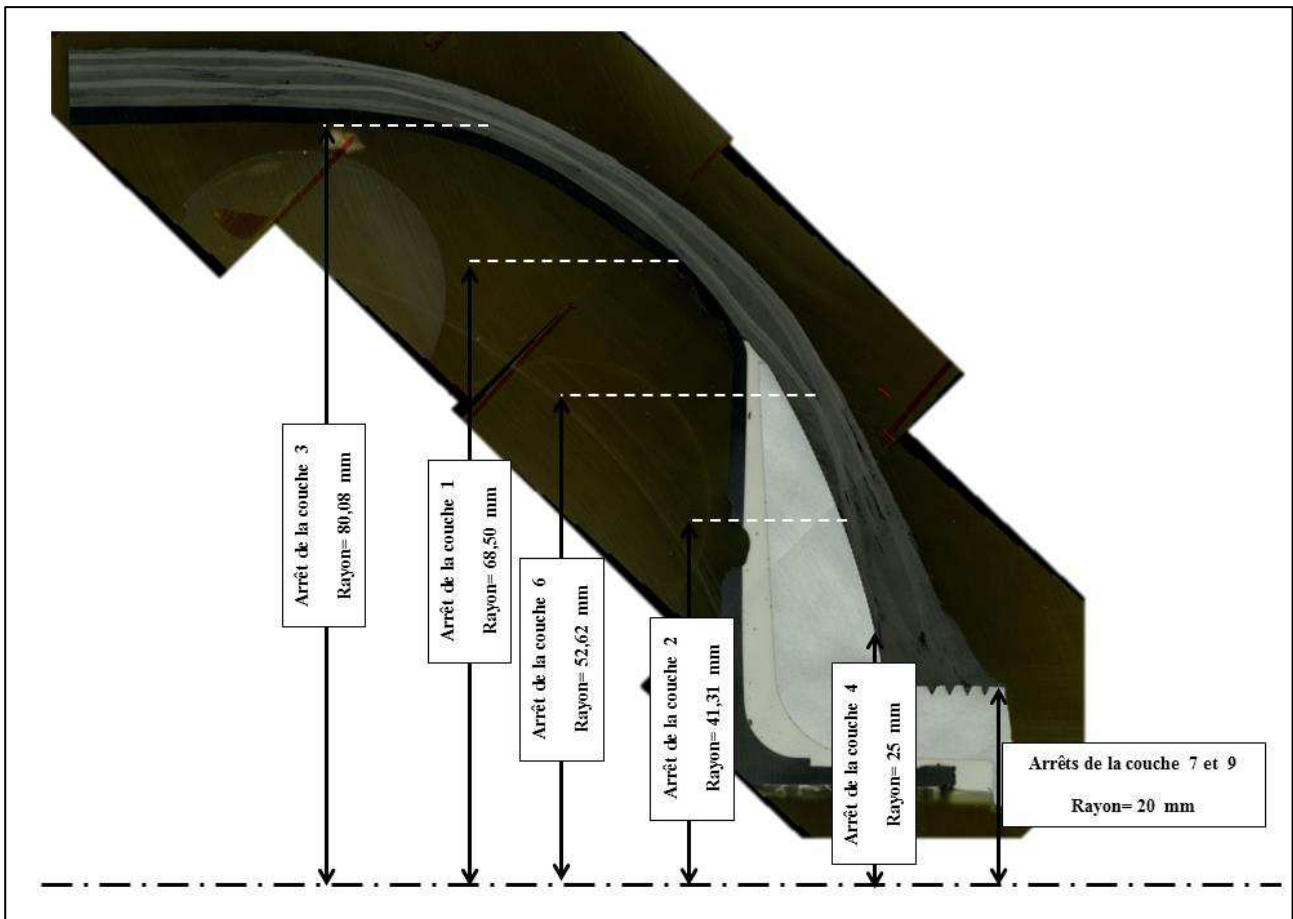 Arrêt de la couche 3
Rayon= 80,08 mm
Arrêt de la couche 1
Rayon= 68,50 mm
Arrêt de la couche 6
Rayon= 52,62 mm
Arrêt de la couche 2
Rayon= 41,31 mm
Arrêt de la couche 4
Rayon= 25 mm
Arrêts de la couche 7 et 9
Rayon= 20 mm